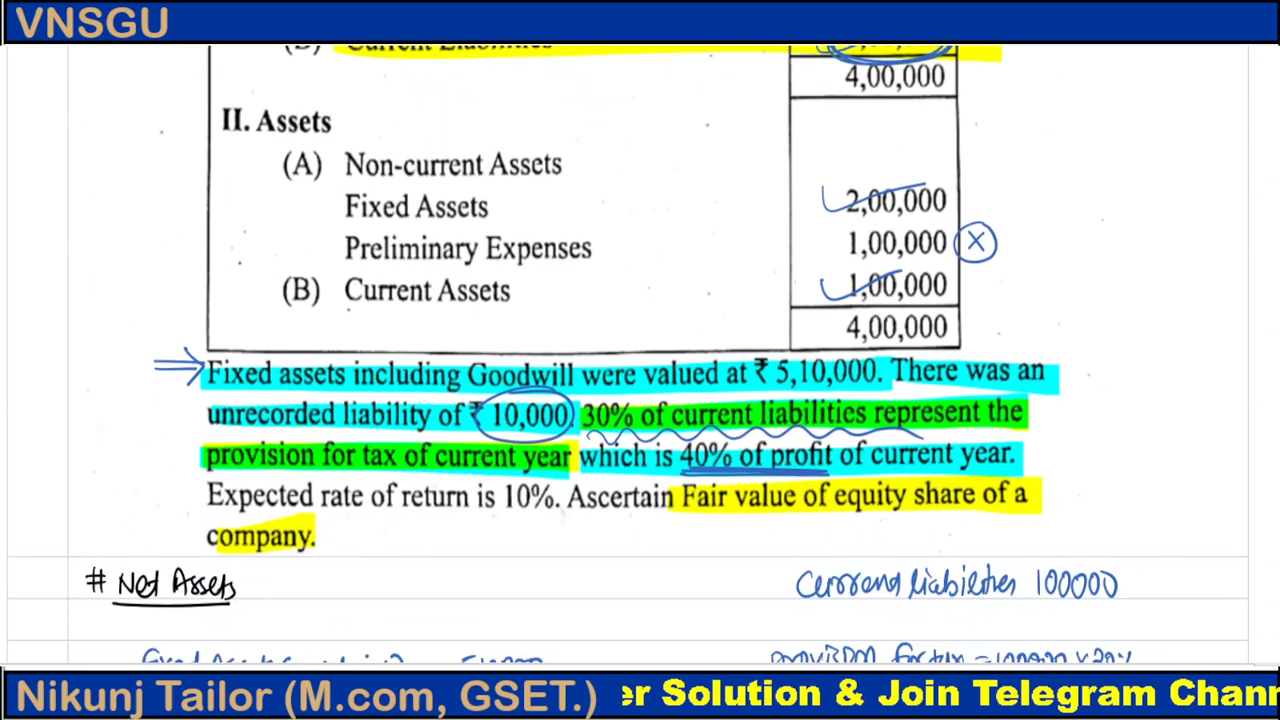 VNSGU
4,00,000
II. Assets
(A) Non-current Assets
Fixed Assets 2,00,000
Preliminary Expenses 1,00,000 X
(B) Current Assets 1,00,000
4,00,000
Fixed assets including Goodwill were valued at ₹ 5,10,000. There was an
unrecorded liability of ₹ 10,000. 30% of current liabilities represent the
provision for tax of current year which is 40% of profit of current year.
Expected rate of return is 10%. Ascertain Fair value of equity share of a
company.
# Net Assets
Current liabilities 100000
Nikunj Tailor (M.com, GSET.) er Solution & Join Telegram Chann